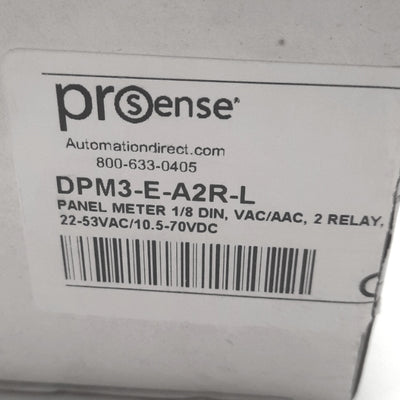 prosense®
Automationdirect.com
800-633-0405
DPM3-E-A2R-L
PANEL METER 1/8 DIN, VAC/AAC, 2 RELAY,
22-53VAC/10.5-70VDC